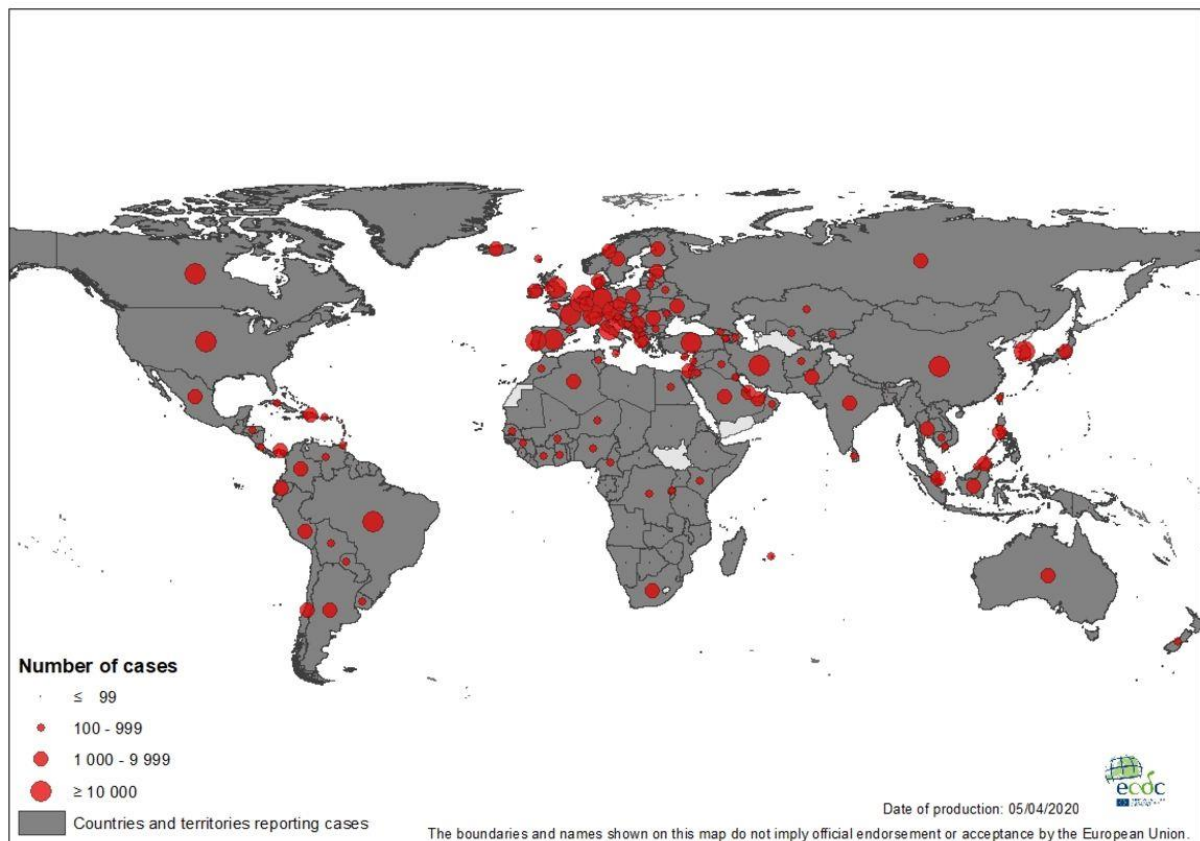 Number of cases
≤ 99
100 - 999
1 000 - 9 999
≥ 10 000
Countries and territories reporting cases
ecdc
Date of production: 05/04/2020
The boundaries and names shown on this map do not imply official endorsement or acceptance by the European Union.